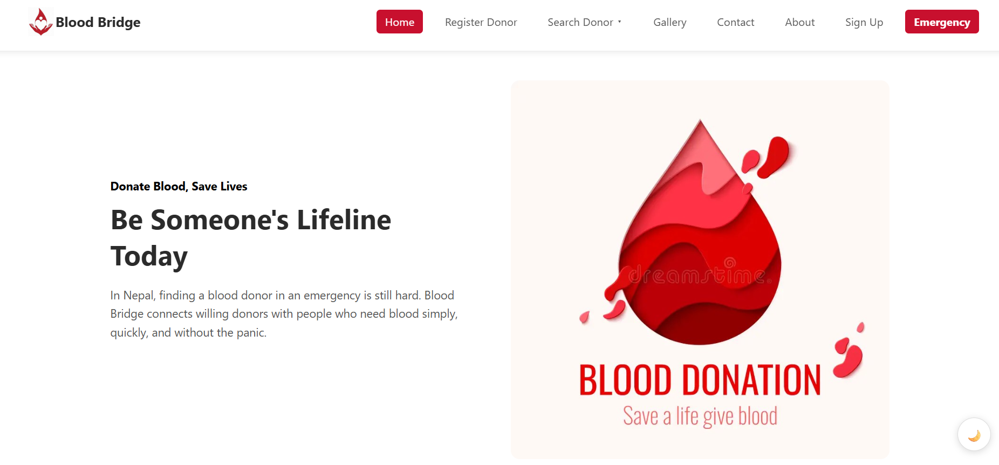 Blood Bridge
Home
Register Donor
Search Donor
Gallery
Contact
About
Sign Up
Emergency
Donate Blood, Save Lives
Be Someone's Lifeline
Today
In Nepal, finding a blood donor in an emergency is still hard. Blood
Bridge connects willing donors with people who need blood simply,
quickly, and without the panic.
dreamstime.
BLOOD DONATION
Save a life give blood